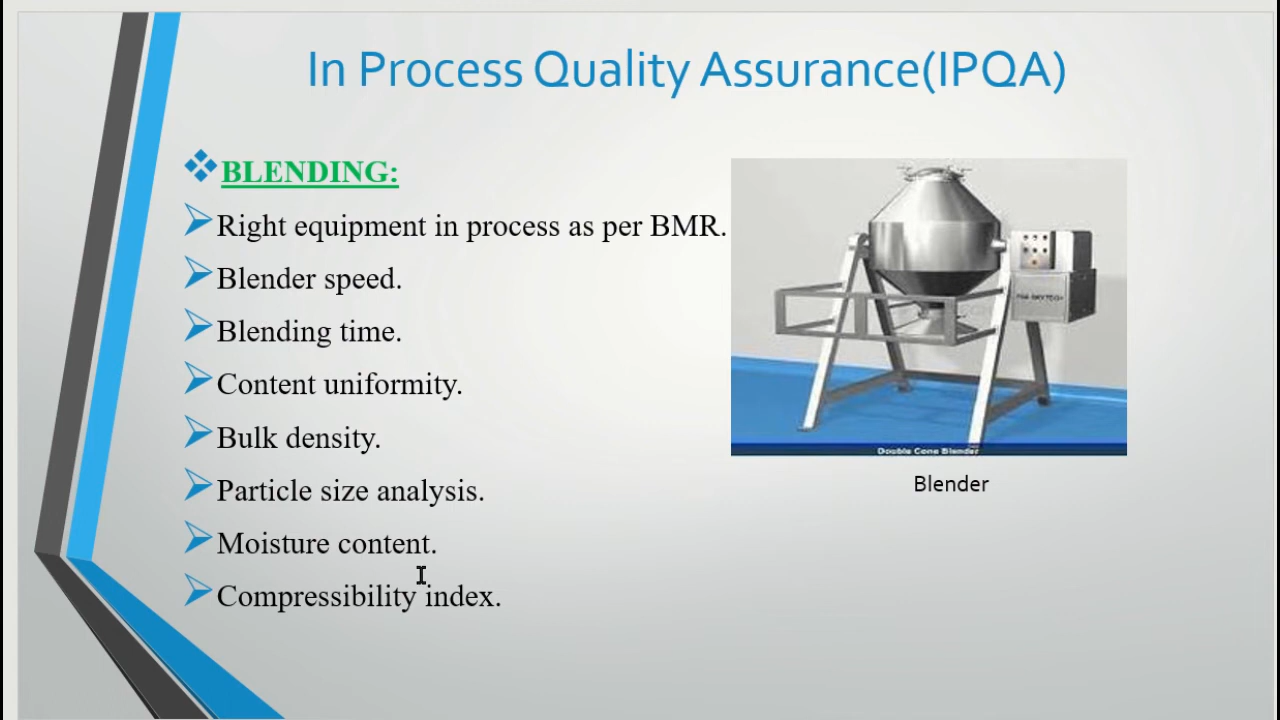 In Process Quality Assurance(IPQA)
BLENDING:
Right equipment in process as per BMR.
Blender speed.
Blending time.
Content uniformity.
Bulk density.
Particle size analysis.
Moisture content.
Compressibility index.
Double Cone Blender
Blender